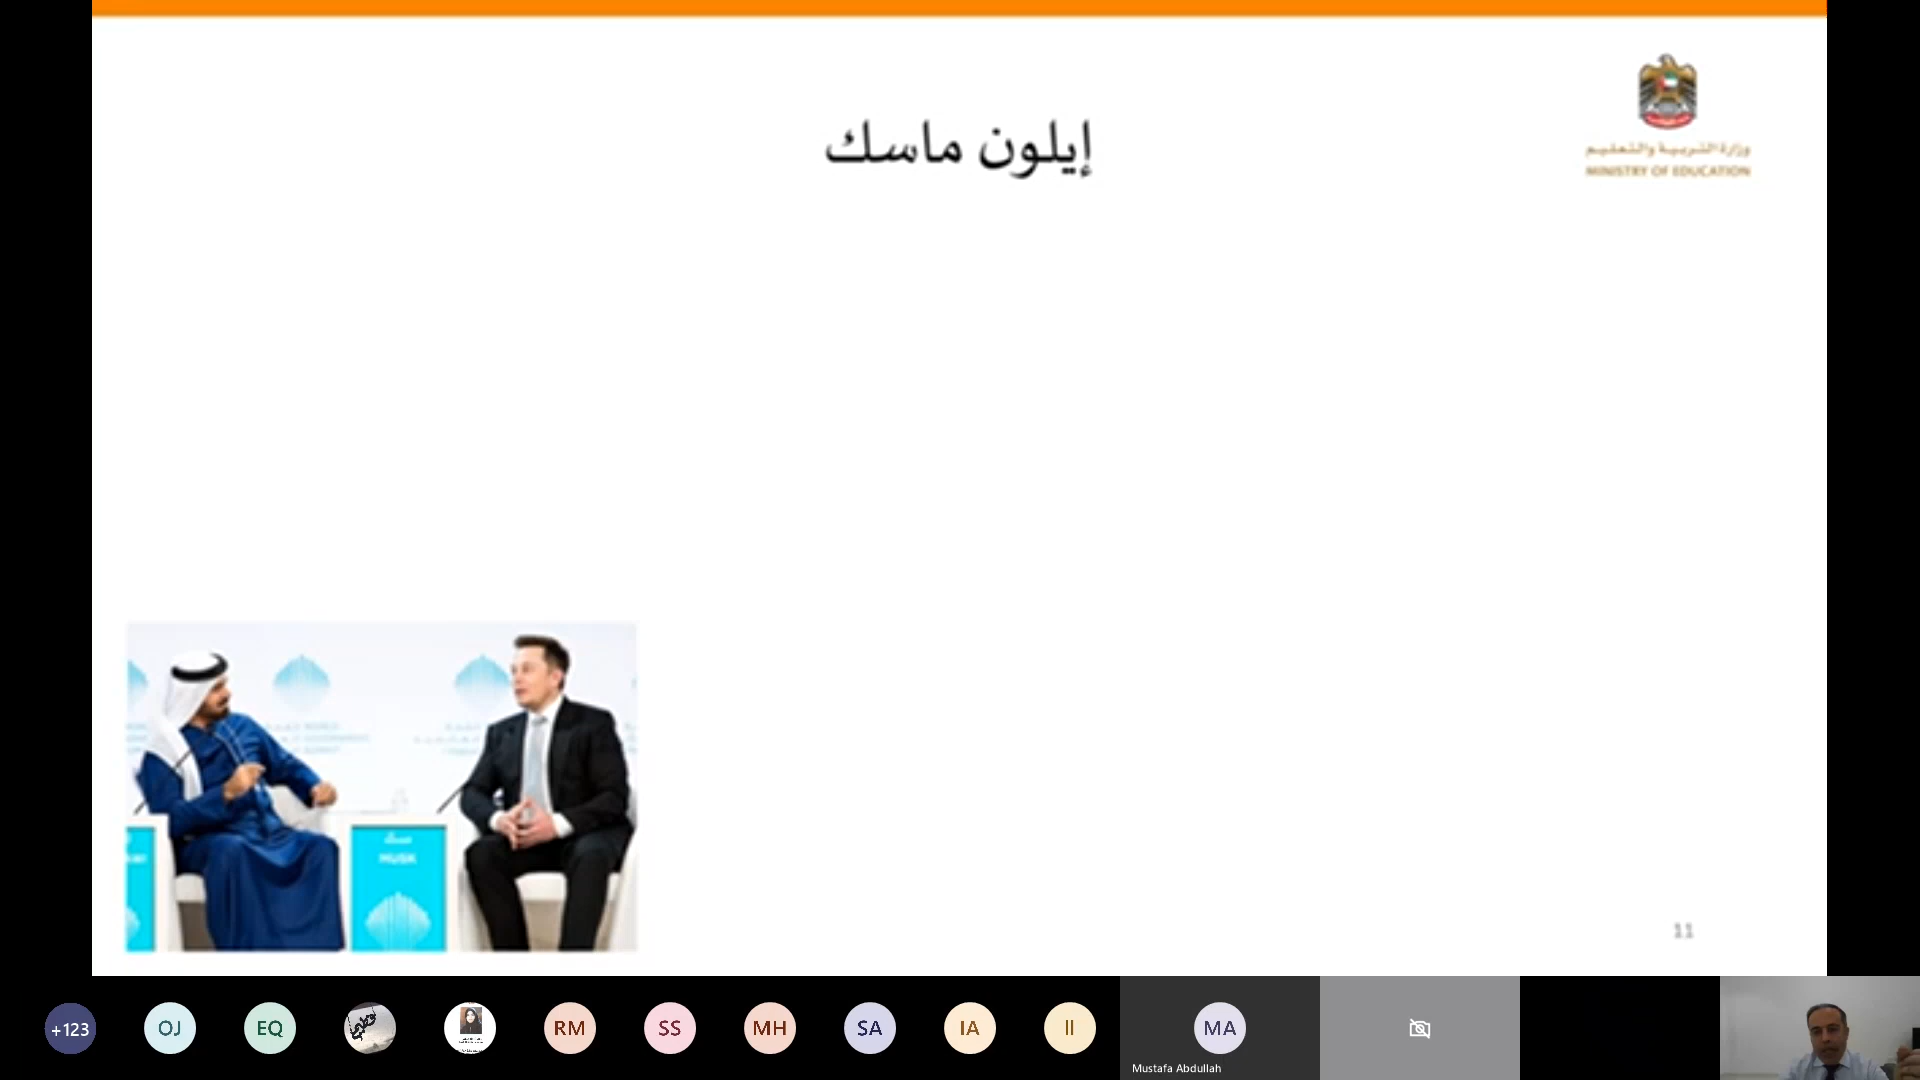 إيلون ماسك
وزارة التربية والتعليم
MINISTRY OF EDUCATION
MUSK
11
+123
OJ
EQ
RM
SS
MH
SA
IA
II
MA
Mustafa Abdullah